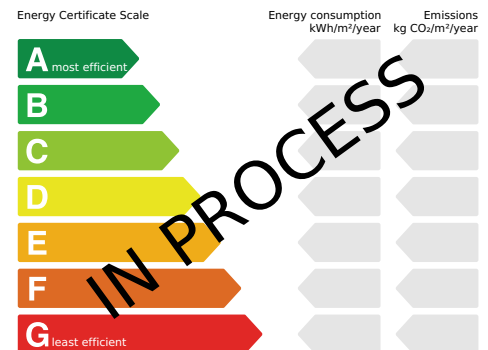 Energy Certificate Scale
Energy consumption
kWh/m²/year
Emissions
kg CO₂/m²/year
A most efficient
B
C
D
E
F
G least efficient
IN PROCESS